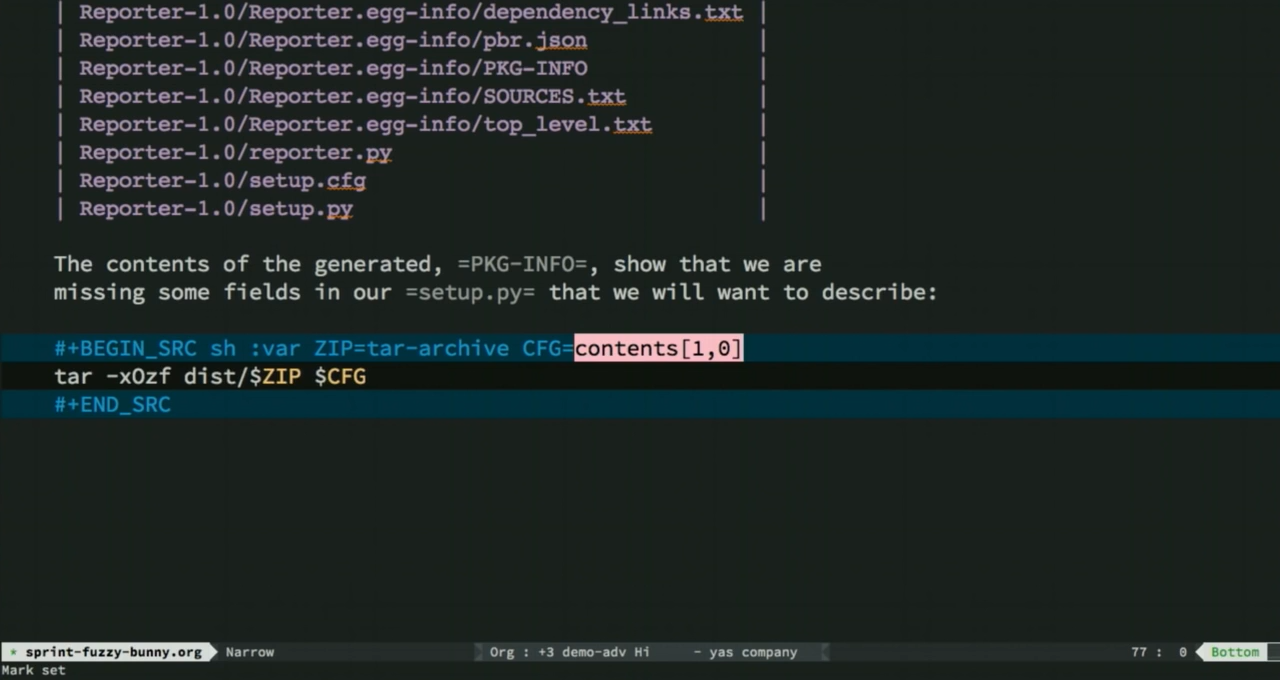 | Reporter-1.0/Reporter.egg-info/dependency_links.txt |
| Reporter-1.0/Reporter.egg-info/pbr.json |
| Reporter-1.0/Reporter.egg-info/PKG-INFO |
| Reporter-1.0/Reporter.egg-info/SOURCES.txt |
| Reporter-1.0/Reporter.egg-info/top_level.txt |
| Reporter-1.0/reporter.py |
| Reporter-1.0/setup.cfg |
| Reporter-1.0/setup.py |
The contents of the generated, =PKG-INFO=, show that we are
missing some fields in our =setup.py= that we will want to describe:
#+BEGIN_SRC sh :var ZIP=tar-archive CFG=contents[1,0]
tar -xOzf dist/$ZIP $CFG
#+END_SRC
* sprint-fuzzy-bunny.org Narrow Org : +3 demo-adv Hi - yas company 77 : 0 Bottom
Mark set